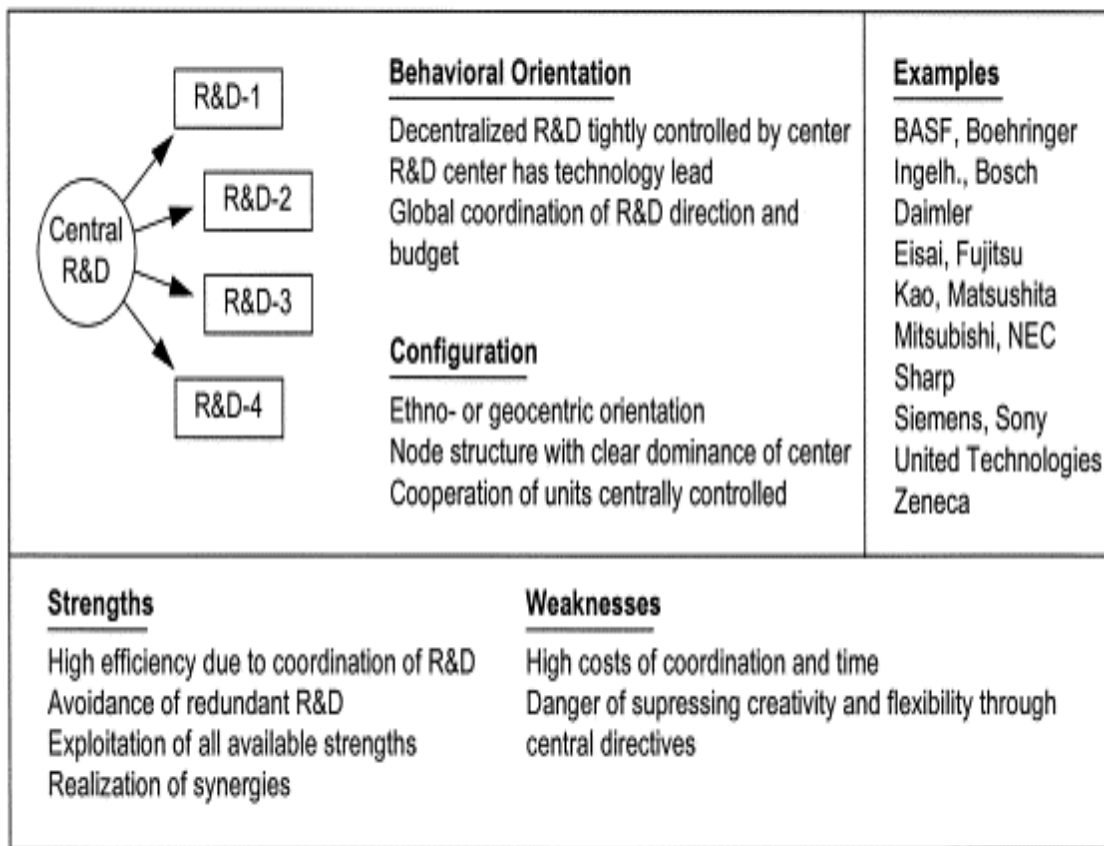 R&D-1
R&D-2
Central
R&D
R&D-3
R&D-4
Behavioral Orientation
Decentralized R&D tightly controlled by center
R&D center has technology lead
Global coordination of R&D direction and
budget
Configuration
Ethno- or geocentric orientation
Node structure with clear dominance of center
Cooperation of units centrally controlled
Examples
BASF, Boehringer
Ingelh., Bosch
Daimler
Eisai, Fujitsu
Kao, Matsushita
Mitsubishi, NEC
Sharp
Siemens, Sony
United Technologies
Zeneca
Strengths
High efficiency due to coordination of R&D
Avoidance of redundant R&D
Exploitation of all available strengths
Realization of synergies
Weaknesses
High costs of coordination and time
Danger of supressing creativity and flexibility through
central directives